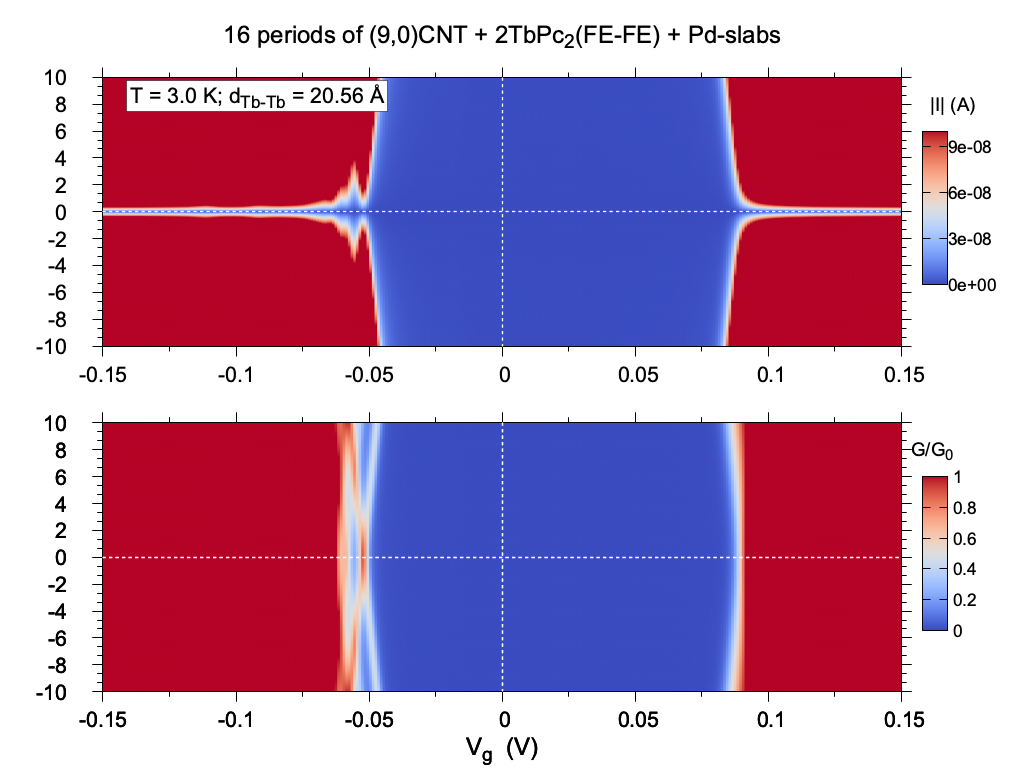 16 periods of (9,0)CNT + 2TbPc2(FE-FE) + Pd-slabs
T = 3.0 K; dTb-Tb = 20.56 Å
10
8
6
4
2
0
-2
-4
-6
-8
-10
-0.15 -0.1 -0.05 0 0.05 0.1 0.15
|I| (A)
9e-08
6e-08
3e-08
0e+00
10
8
6
4
2
0
-2
-4
-6
-8
-10
-0.15 -0.1 -0.05 0 0.05 0.1 0.15
Vg (V)
G/G0
1
0.8
0.6
0.4
0.2
0